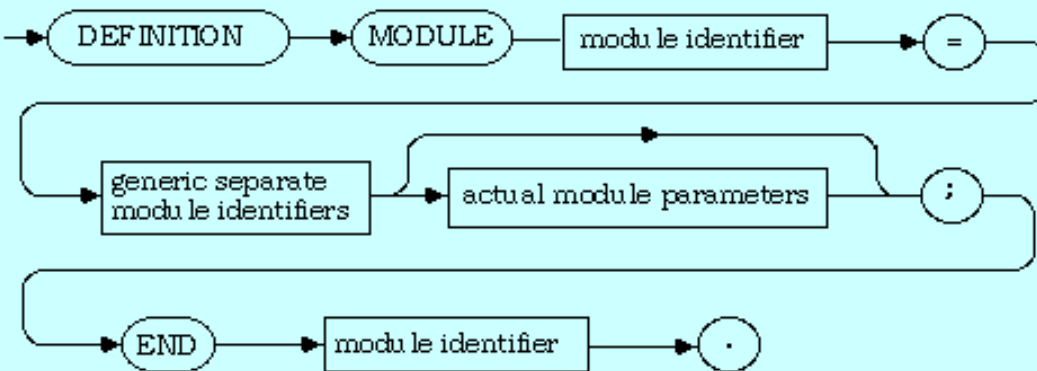 DEFINITION MODULE module identifier =
generic separate
module identifiers actual module parameters ;
END module identifier .